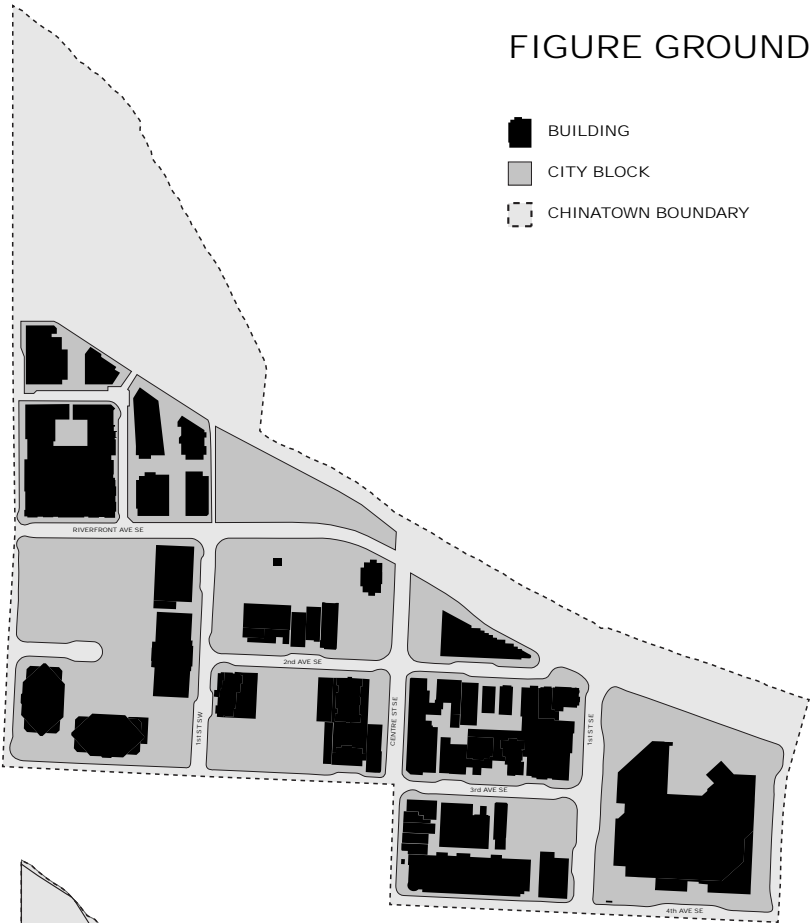 FIGURE GROUND
BUILDING
CITY BLOCK
CHINATOWN BOUNDARY
RIVERFRONT AVE SE
2nd AVE SE
1st ST SW
CENTRE ST SE
1st ST SE
3rd AVE SE
4th AVE SE